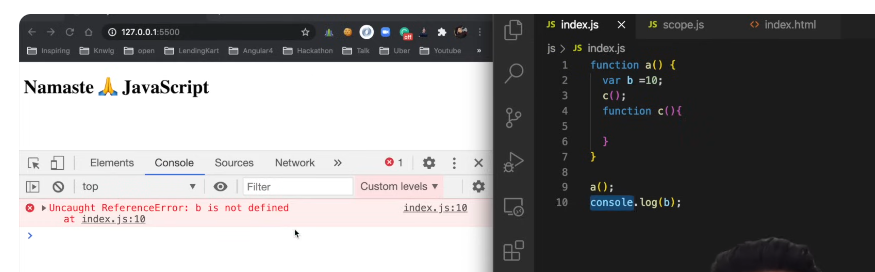 127.0.0.1:5500
Inspiring Knwlg open LendingKart Angular4 Hackathon Talk Uber Youtube »
Namaste 🙏 JavaScript
Elements Console Sources Network » 1
top Filter Custom levels ▼
Uncaught ReferenceError: b is not defined index.js:10
at index.js:10
JS index.js × JS scope.js <> index.html
js > JS index.js
1 function a() {
2 var b =10;
3 c();
4 function c(){
5
6 }
7 }
8
9 a();
10 console.log(b);